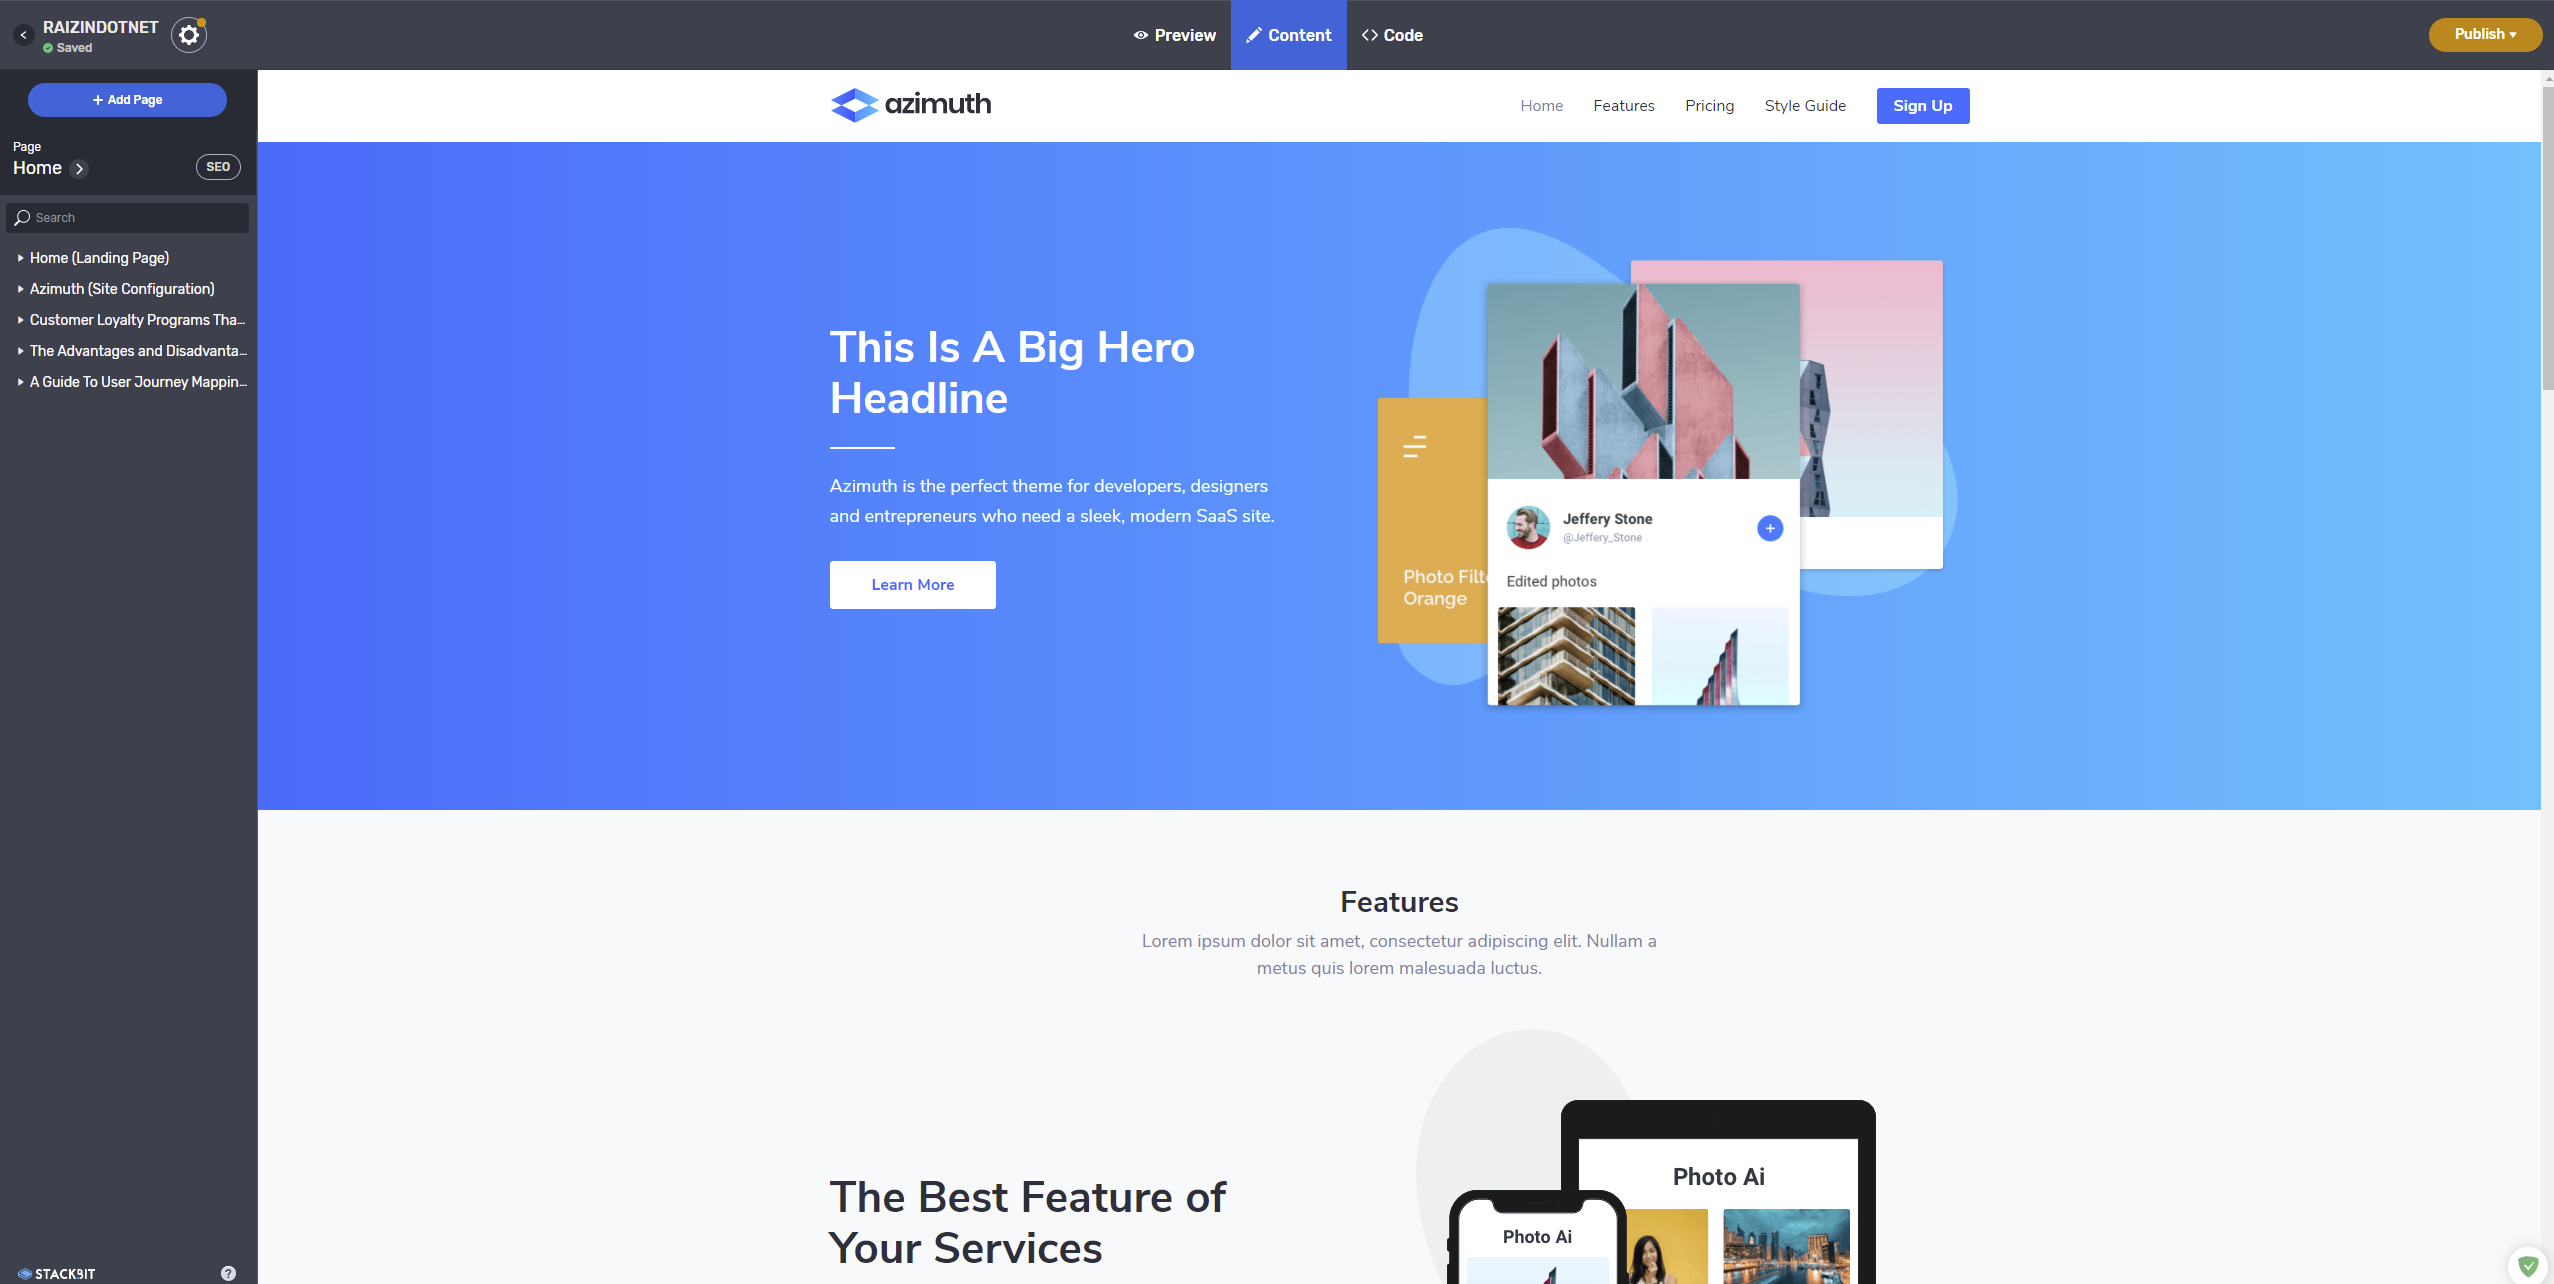 RAIZINDOTNET
Saved
Preview
Content
Code
Publish
+ Add Page
Page
Home
SEO
Search
Home (Landing Page)
Azimuth (Site Configuration)
Customer Loyalty Programs Tha...
The Advantages and Disadvanta...
A Guide To User Journey Mappin...
STACKBIT
?
azimuth
Home
Features
Pricing
Style Guide
Sign Up
This Is A Big Hero
Headline
Azimuth is the perfect theme for developers, designers
and entrepreneurs who need a sleek, modern SaaS site.
Learn More
Photo Filt
Orange
Jeffery Stone
@Jeffery_Stone
Edited photos
Features
Lorem ipsum dolor sit amet, consectetur adipiscing elit. Nullam a
metus quis lorem malesuada luctus.
The Best Feature of
Your Services
Photo Ai
Photo Ai